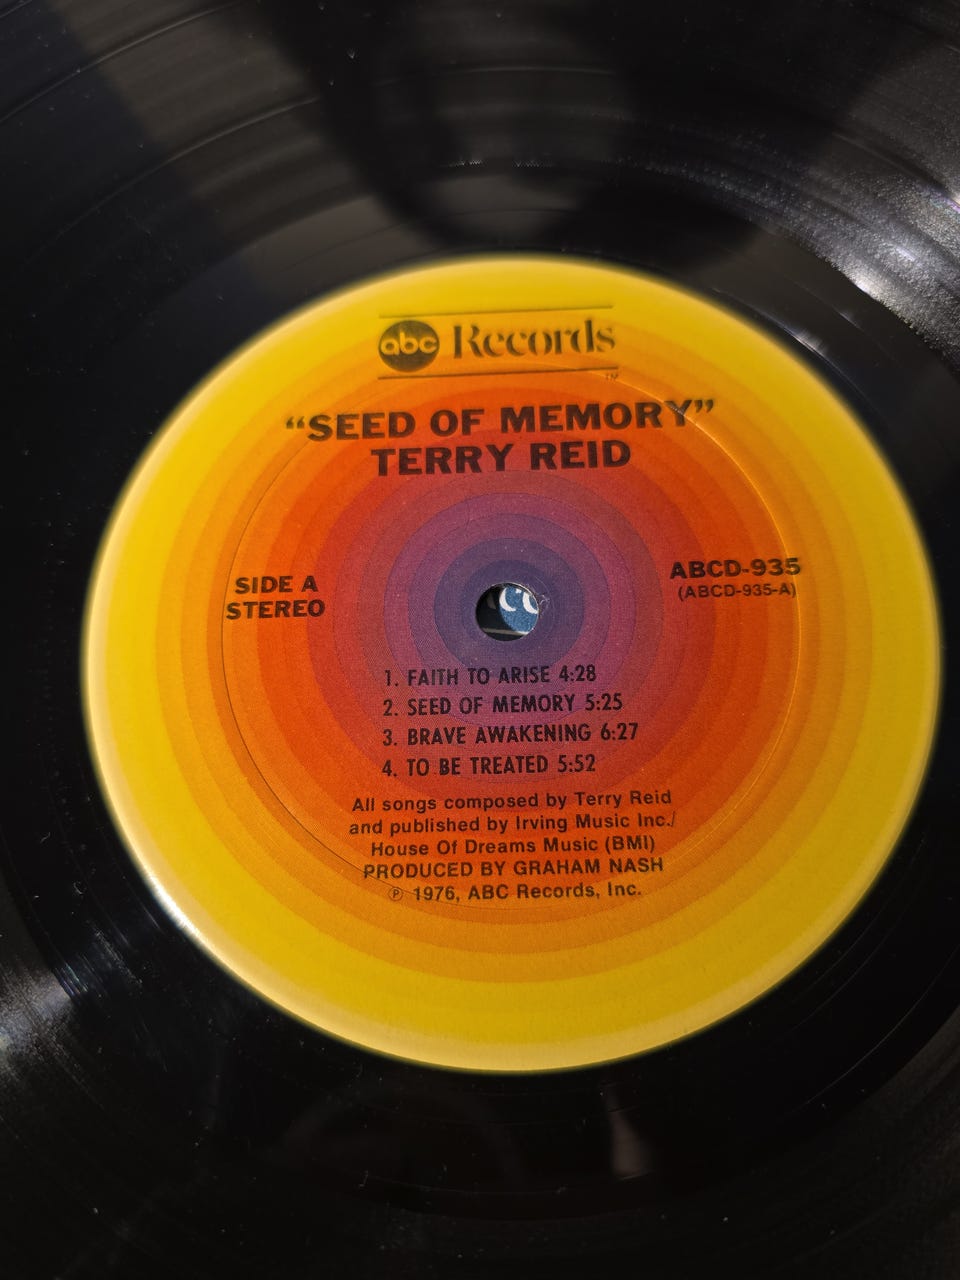 abc Records
TM
“SEED OF MEMORY”
TERRY REID
SIDE A
STEREO
ABCD-935
(ABCD-935-A)
1. FAITH TO ARISE 4:28
2. SEED OF MEMORY 5:25
3. BRAVE AWAKENING 6:27
4. TO BE TREATED 5:52
All songs composed by Terry Reid
and published by Irving Music Inc./
House Of Dreams Music (BMI)
PRODUCED BY GRAHAM NASH
℗ 1976, ABC Records, Inc.